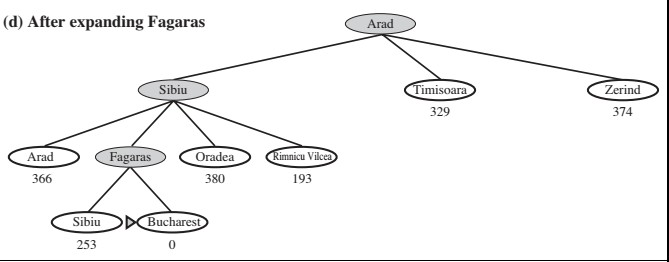 (d) After expanding Fagaras
Arad
Sibiu
Timisoara
Zerind
329
374
Arad
Fagaras
Oradea
Rimnicu Vilcea
366
380
193
Sibiu
Bucharest
253
0